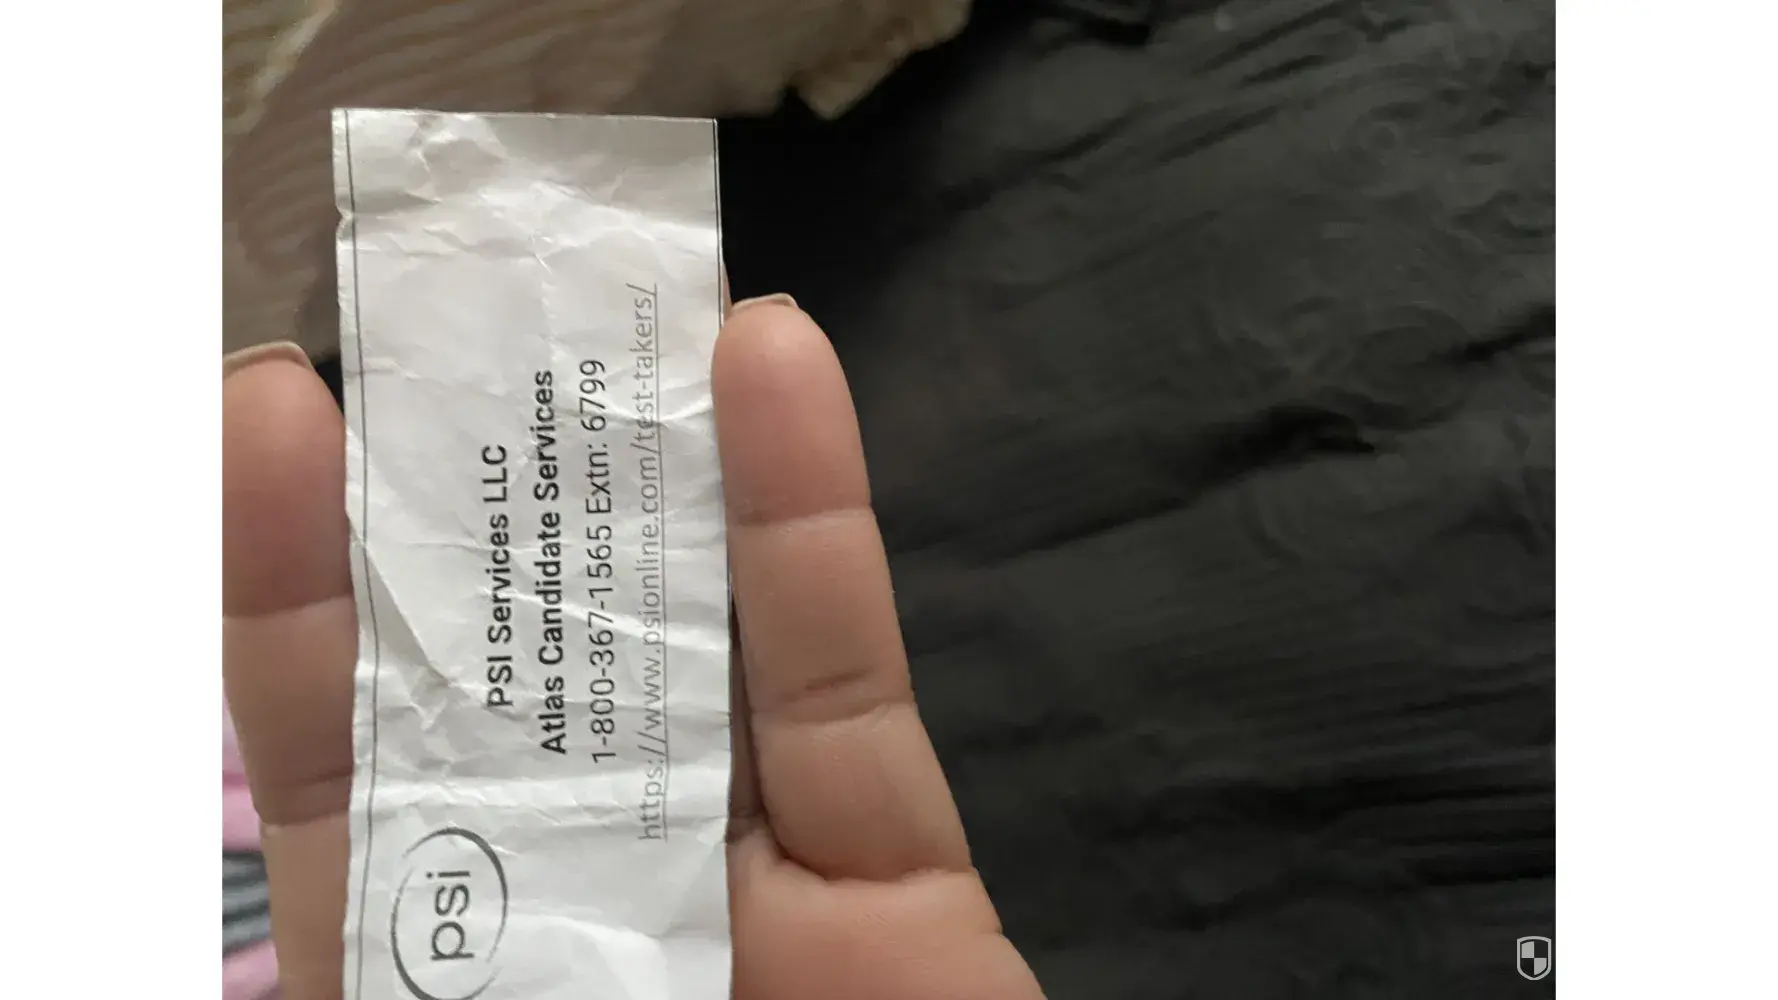 psi
PSI Services LLC
Atlas Candidate Services
1-800-367-1565 Extn: 6799
https://www.psionline.com/test-takers/